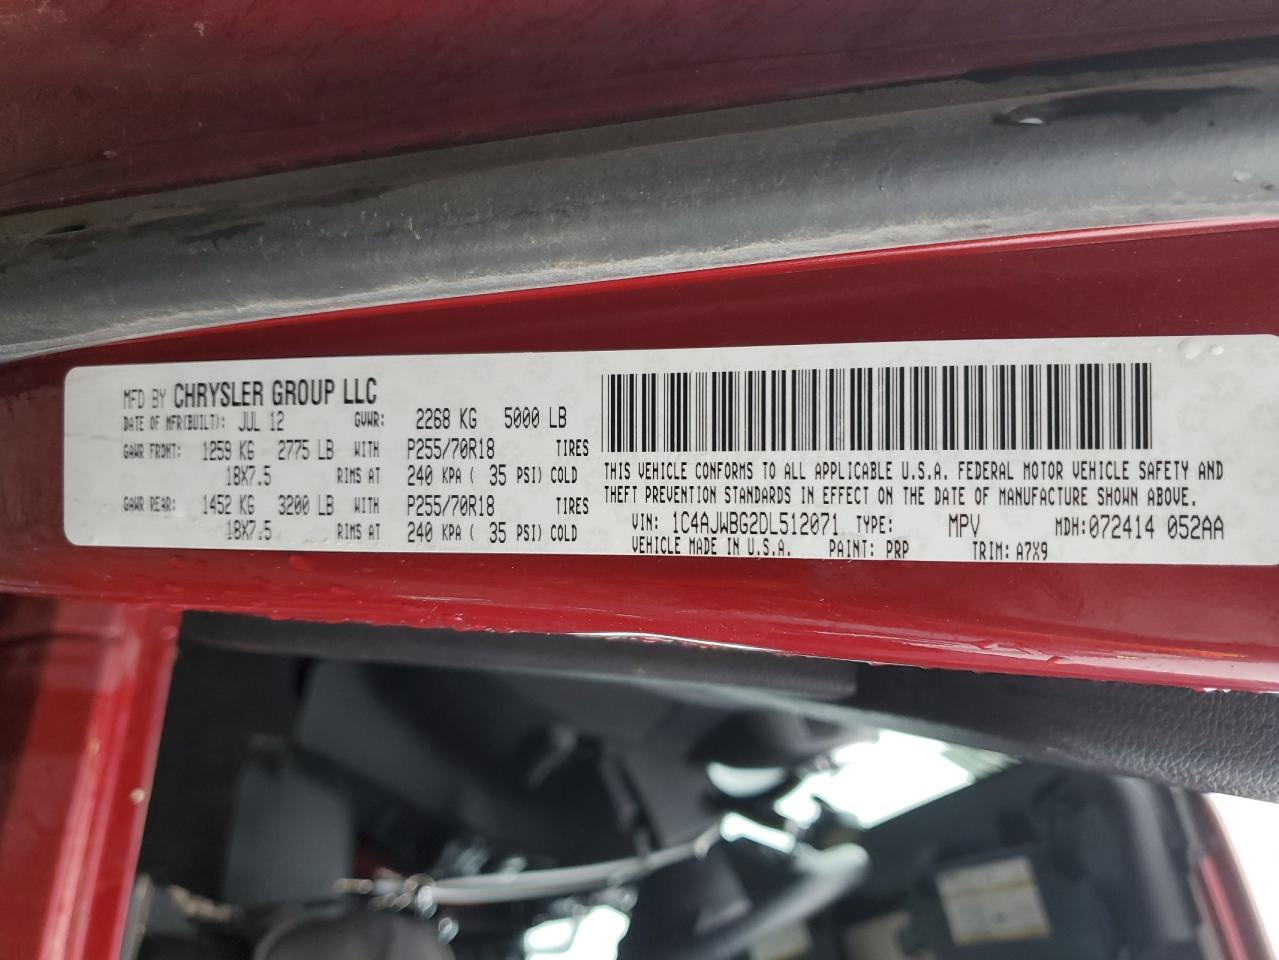 MFD BY CHRYSLER GROUP LLC
DATE OF MFR(BUILT): JUL 12 GVWR: 2268 KG 5000 LB
GAWR FRONT: 1259 KG 2775 LB WITH P255/70R18 TIRES
18X7.5 RIMS AT 240 KPA ( 35 PSI) COLD
GAWR REAR: 1452 KG 3200 LB WITH P255/70R18 TIRES
18X7.5 RIMS AT 240 KPA ( 35 PSI) COLD
THIS VEHICLE CONFORMS TO ALL APPLICABLE U.S.A. FEDERAL MOTOR VEHICLE SAFETY AND
THEFT PREVENTION STANDARDS IN EFFECT ON THE DATE OF MANUFACTURE SHOWN ABOVE.
VIN: 1C4AJWBG2DL512071 TYPE: MPV MDH:072414 052AA
VEHICLE MADE IN U.S.A. PAINT: PRP TRIM: A7X9